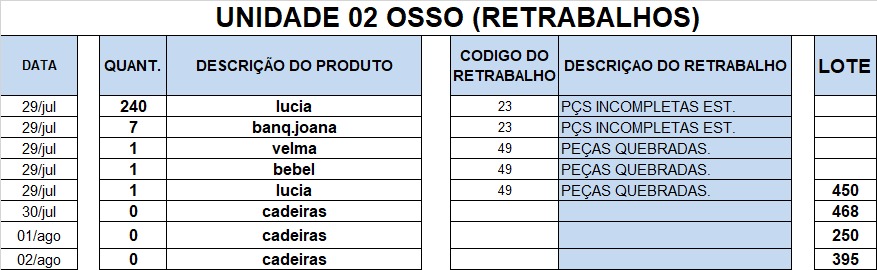 UNIDADE 02 OSSO (RETRABALHOS)
DATA QUANT. DESCRIÇÃO DO PRODUTO CODIGO DO RETRABALHO DESCRIÇAO DO RETRABALHO LOTE
29/jul 240 lucia 23 PÇS INCOMPLETAS EST.
29/jul 7 banq.joana 23 PÇS INCOMPLETAS EST.
29/jul 1 velma 49 PEÇAS QUEBRADAS.
29/jul 1 bebel 49 PEÇAS QUEBRADAS.
29/jul 1 lucia 49 PEÇAS QUEBRADAS. 450
30/jul 0 cadeiras 468
01/ago 0 cadeiras 250
02/ago 0 cadeiras 395